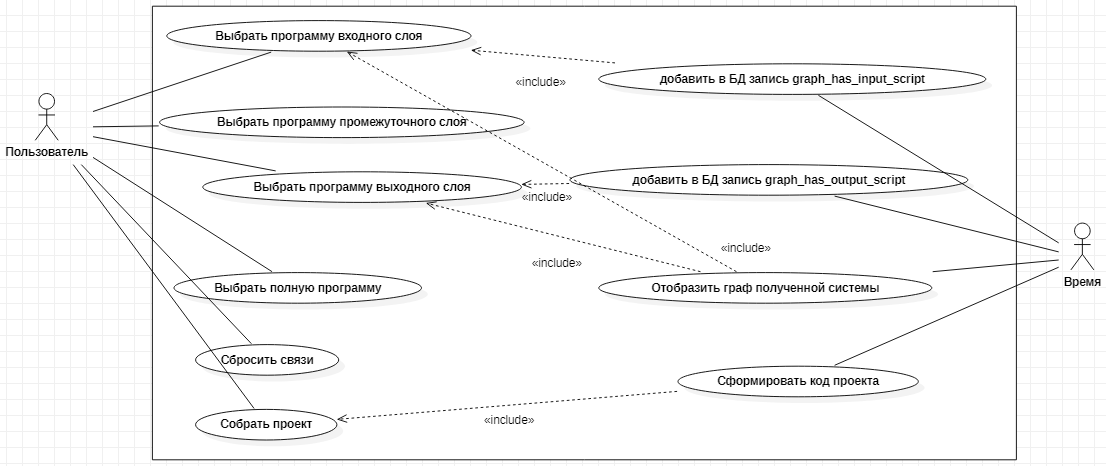 Выбрать программу входного слоя
«include»
добавить в БД запись graph_has_input_script
Пользователь
Выбрать программу промежуточного слоя
Выбрать программу выходного слоя
«include»
добавить в БД запись graph_has_output_script
«include»
«include»
Выбрать полную программу
Отобразить граф полученной системы
Время
Сбросить связи
Сформировать код проекта
Собрать проект
«include»